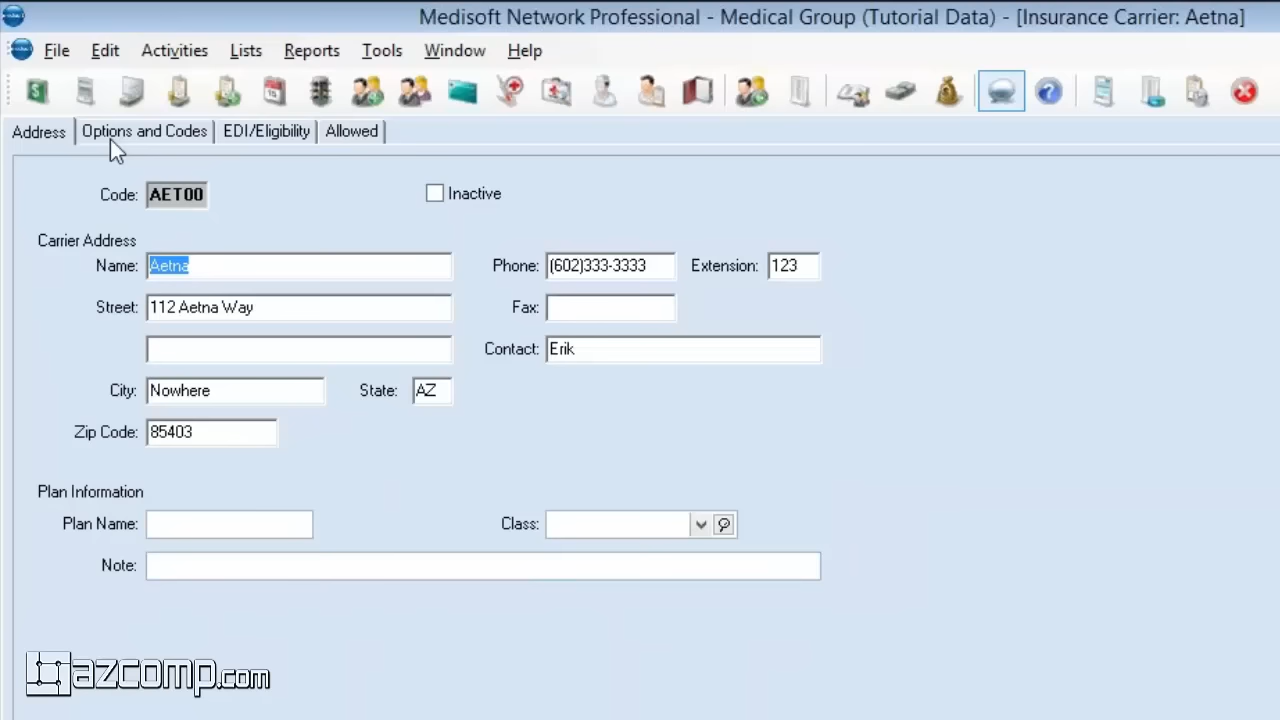 Medisoft Network Professional - Medical Group (Tutorial Data) - [Insurance Carrier: Aetna]
File Edit Activities Lists Reports Tools Window Help
Address Options and Codes EDI/Eligibility Allowed
Code: AET00 Inactive
Carrier Address
Name: Aetna Phone: (602)333-3333 Extension: 123
Street: 112 Aetna Way Fax:
Contact: Erik
City: Nowhere State: AZ
Zip Code: 85403
Plan Information
Plan Name: Class:
Note:
azcomp.com